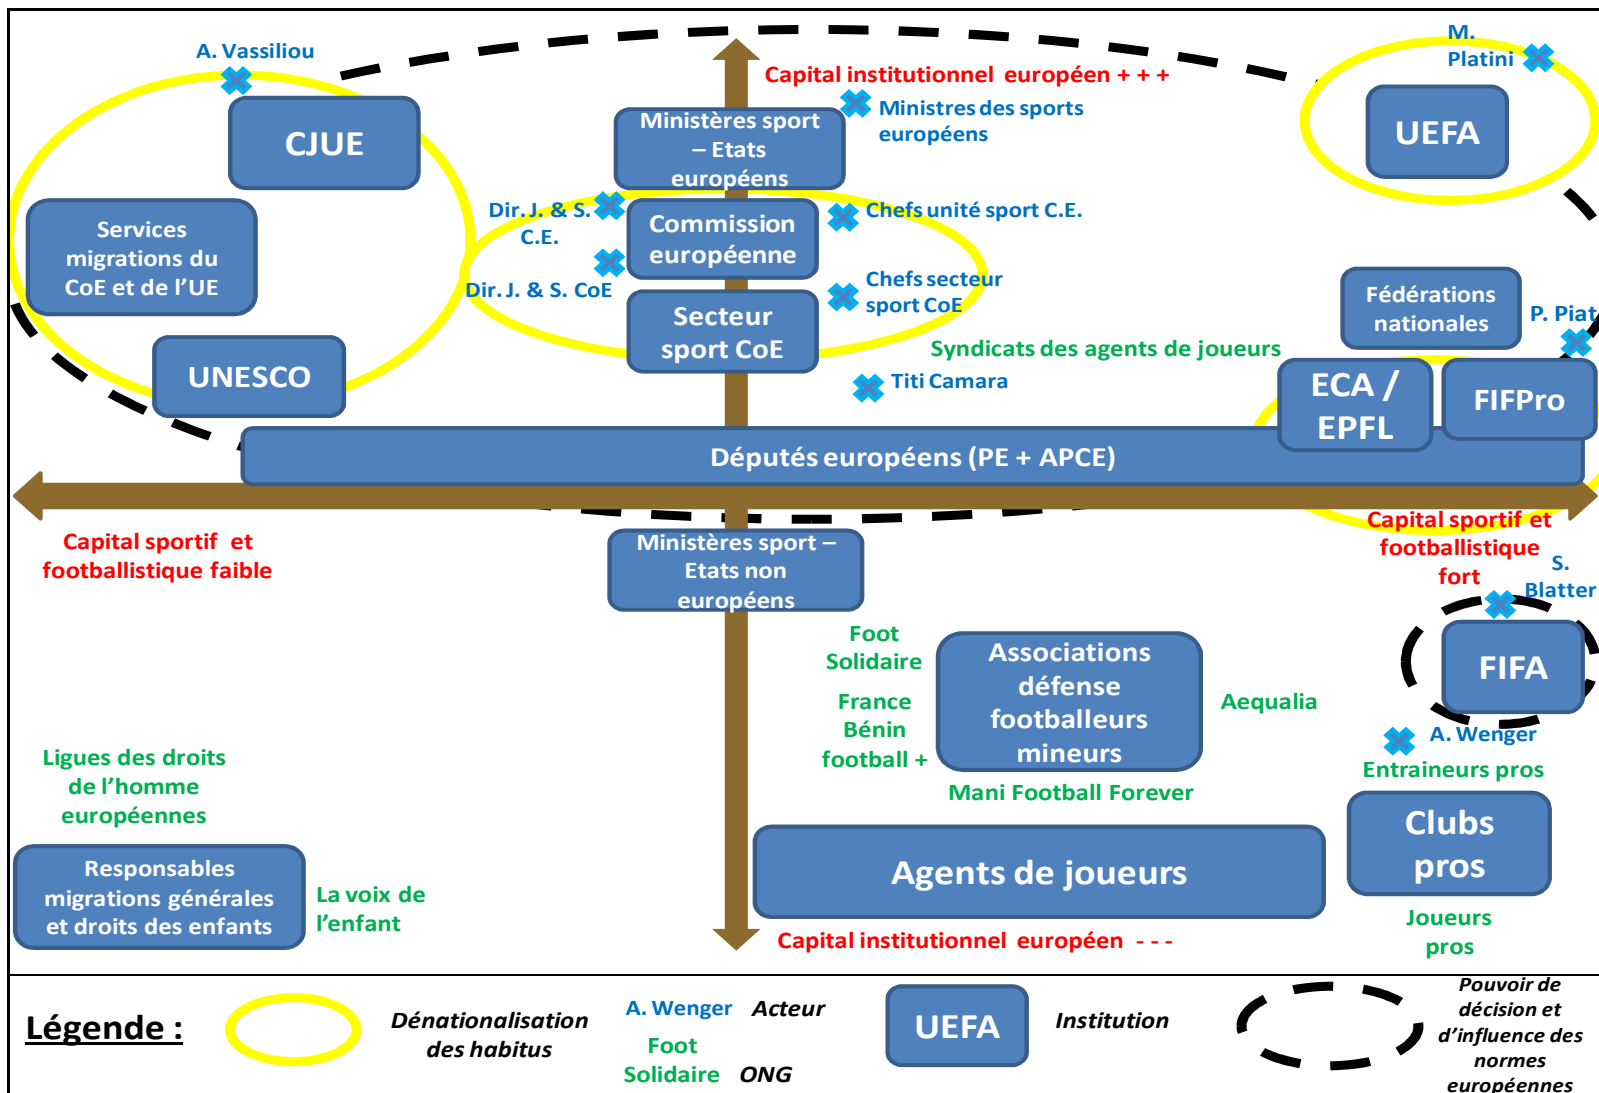 A. Vassiliou
CJUE
Services
migrations du
CoE et de l'UE
UNESCO
Capital institutionnel européen + + +
Ministères sport
– Etats
européens
Ministres des sports
européens
Dir. J. & S.
C.E.
Commission
européenne
Chefs unité sport C.E.
Dir. J. & S. CoE
Secteur
sport CoE
Chefs secteur
sport CoE
Syndicats des agents de joueurs
Titi Camara
M.
Platini
UEFA
Fédérations
nationales
P. Piat
ECA /
EPFL
FIFPro
Députés européens (PE + APCE)
Capital sportif et
footballistique faible
Ministères sport –
Etats non
européens
Capital sportif et
footballistique
fort
S.
Blatter
FIFA
Foot
Solidaire
France
Bénin
football +
Associations
défense
footballeurs
mineurs
Aequalia
Mani Football Forever
A. Wenger
Entraineurs pros
Clubs
pros
Joueurs
pros
Ligues des droits
de l'homme
européennes
Responsables
migrations générales
et droits des enfants
La voix de
l'enfant
Agents de joueurs
Capital institutionnel européen - - -
Légende :
Dénationalisation
des habitus
A. Wenger Acteur
Foot
Solidaire ONG
UEFA
Institution
Pouvoir de
décision et
d'influence des
normes
européennes